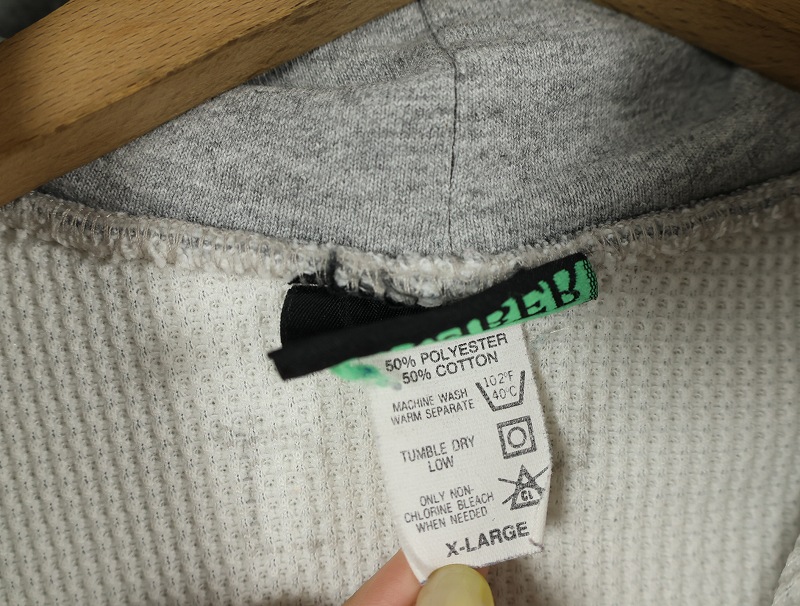 50% POLYESTER
50% COTTON
MACHINE WASH
WARM SEPARATE
102°F
40°C
TUMBLE DRY
LOW
ONLY NON-
CHLORINE BLEACH
WHEN NEEDED
CL
X-LARGE